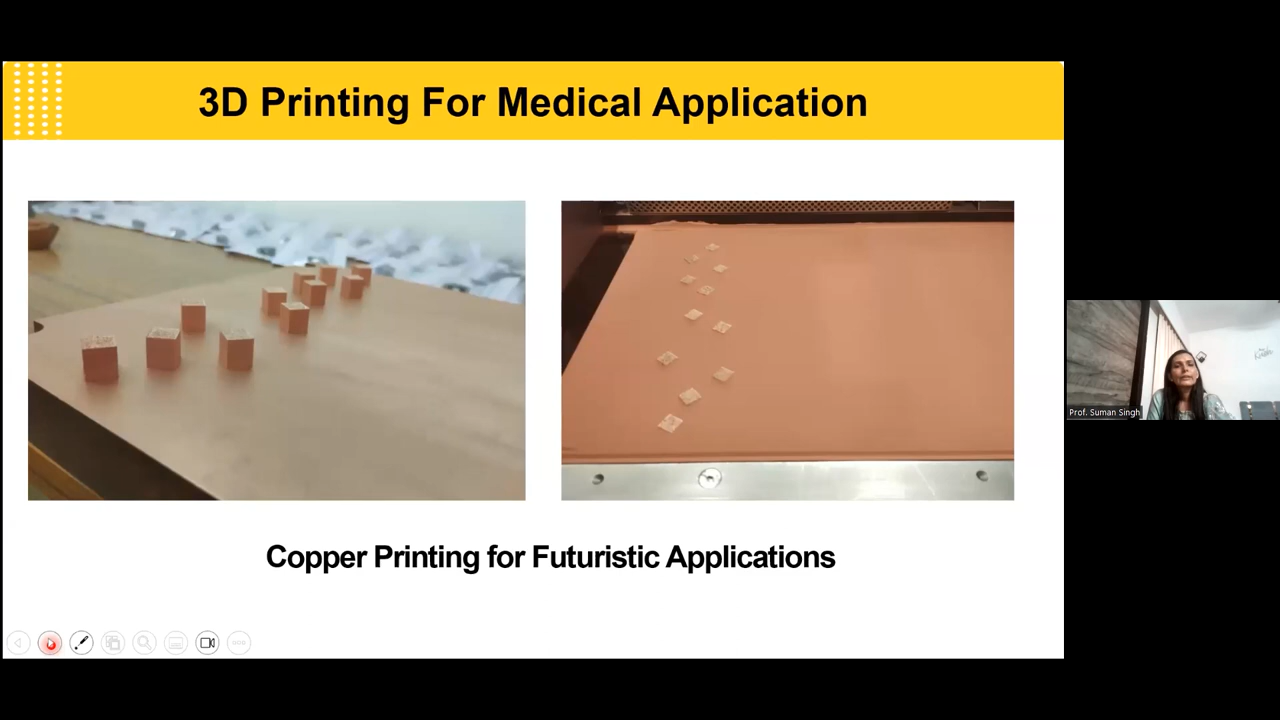 3D Printing For Medical Application
Copper Printing for Futuristic Applications
Prof. Suman Singh